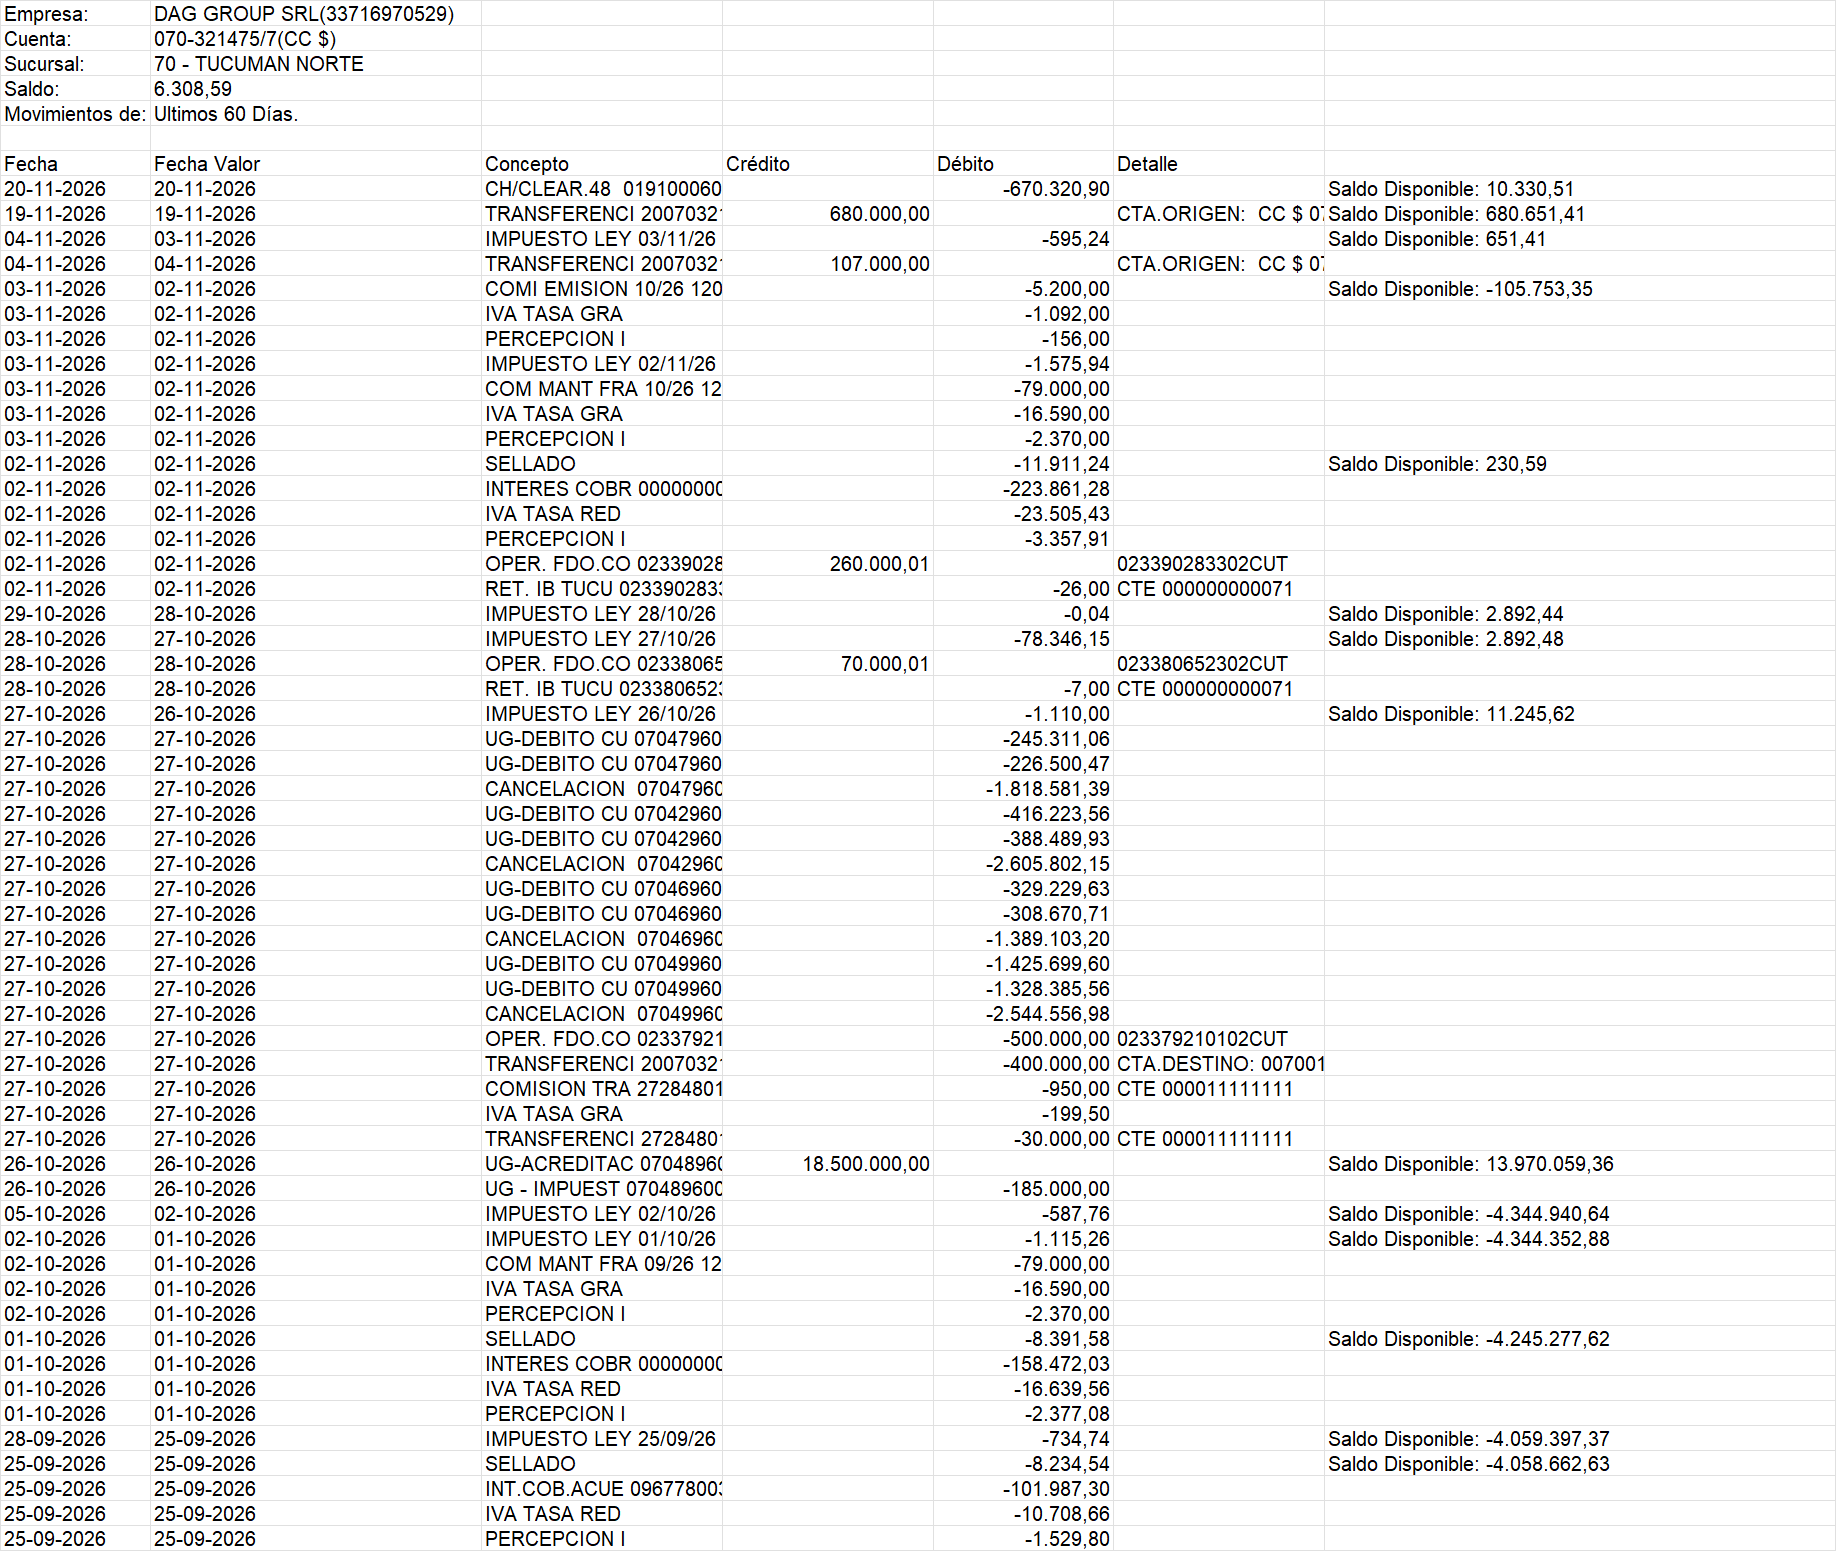 Empresa: DAG GROUP SRL(33716970529)
Cuenta: 070-321475/7(CC $)
Sucursal: 70 - TUCUMAN NORTE
Saldo: 6.308,59
Movimientos de: Ultimos 60 Días.
Fecha Fecha Valor Concepto Crédito Débito Detalle
20-11-2026 20-11-2026 CH/CLEAR.48 019100060 -670.320,90 Saldo Disponible: 10.330,51
19-11-2026 19-11-2026 TRANSFERENCI 2007032 680.000,00 CTA.ORIGEN: CC $ 07 Saldo Disponible: 680.651,41
04-11-2026 03-11-2026 IMPUESTO LEY 03/11/26 -595,24 Saldo Disponible: 651,41
04-11-2026 04-11-2026 TRANSFERENCI 2007032 107.000,00 CTA.ORIGEN: CC $ 07
03-11-2026 02-11-2026 COMI EMISION 10/26 120 -5.200,00 Saldo Disponible: -105.753,35
03-11-2026 02-11-2026 IVA TASA GRA -1.092,00
03-11-2026 02-11-2026 PERCEPCION I -156,00
03-11-2026 02-11-2026 IMPUESTO LEY 02/11/26 -1.575,94
03-11-2026 02-11-2026 COM MANT FRA 10/26 12 -79.000,00
03-11-2026 02-11-2026 IVA TASA GRA -16.590,00
03-11-2026 02-11-2026 PERCEPCION I -2.370,00
02-11-2026 02-11-2026 SELLADO -11.911,24 Saldo Disponible: 230,59
02-11-2026 02-11-2026 INTERES COBR 00000000 -223.861,28
02-11-2026 02-11-2026 IVA TASA RED -23.505,43
02-11-2026 02-11-2026 PERCEPCION I -3.357,91
02-11-2026 02-11-2026 OPER. FDO.CO 02339028 260.000,01 023390283302CUT
02-11-2026 02-11-2026 RET. IB TUCU 0233902833 -26,00 CTE 000000000071
29-10-2026 28-10-2026 IMPUESTO LEY 28/10/26 -0,04 Saldo Disponible: 2.892,44
28-10-2026 27-10-2026 IMPUESTO LEY 27/10/26 -78.346,15 Saldo Disponible: 2.892,48
28-10-2026 28-10-2026 OPER. FDO.CO 02338065 70.000,01 023380652302CUT
28-10-2026 28-10-2026 RET. IB TUCU 0233806523 -7,00 CTE 000000000071
27-10-2026 26-10-2026 IMPUESTO LEY 26/10/26 -1.110,00 Saldo Disponible: 11.245,62
27-10-2026 27-10-2026 UG-DEBITO CU 07047960 -245.311,06
27-10-2026 27-10-2026 UG-DEBITO CU 07047960 -226.500,47
27-10-2026 27-10-2026 CANCELACION 07047960 -1.818.581,39
27-10-2026 27-10-2026 UG-DEBITO CU 07042960 -416.223,56
27-10-2026 27-10-2026 UG-DEBITO CU 07042960 -388.489,93
27-10-2026 27-10-2026 CANCELACION 07042960 -2.605.802,15
27-10-2026 27-10-2026 UG-DEBITO CU 07046960 -329.229,63
27-10-2026 27-10-2026 UG-DEBITO CU 07046960 -308.670,71
27-10-2026 27-10-2026 CANCELACION 07046960 -1.389.103,20
27-10-2026 27-10-2026 UG-DEBITO CU 07049960 -1.425.699,60
27-10-2026 27-10-2026 UG-DEBITO CU 07049960 -1.328.385,56
27-10-2026 27-10-2026 CANCELACION 07049960 -2.544.556,98
27-10-2026 27-10-2026 OPER. FDO.CO 02337921 -500.000,00 023379210102CUT
27-10-2026 27-10-2026 TRANSFERENCI 2007032 -400.000,00 CTA.DESTINO: 007001
27-10-2026 27-10-2026 COMISION TRA 27284801 -950,00 CTE 000011111111
27-10-2026 27-10-2026 IVA TASA GRA -199,50
27-10-2026 27-10-2026 TRANSFERENCI 2728480 -30.000,00 CTE 000011111111
26-10-2026 26-10-2026 UG-ACREDITAC 07048960 18.500.000,00 Saldo Disponible: 13.970.059,36
26-10-2026 26-10-2026 UG - IMPUEST 070489600 -185.000,00
05-10-2026 02-10-2026 IMPUESTO LEY 02/10/26 -587,76 Saldo Disponible: -4.344.940,64
02-10-2026 01-10-2026 IMPUESTO LEY 01/10/26 -1.115,26 Saldo Disponible: -4.344.352,88
02-10-2026 01-10-2026 COM MANT FRA 09/26 12 -79.000,00
02-10-2026 01-10-2026 IVA TASA GRA -16.590,00
02-10-2026 01-10-2026 PERCEPCION I -2.370,00
01-10-2026 01-10-2026 SELLADO -8.391,58 Saldo Disponible: -4.245.277,62
01-10-2026 01-10-2026 INTERES COBR 00000000 -158.472,03
01-10-2026 01-10-2026 IVA TASA RED -16.639,56
01-10-2026 01-10-2026 PERCEPCION I -2.377,08
28-09-2026 25-09-2026 IMPUESTO LEY 25/09/26 -734,74 Saldo Disponible: -4.059.397,37
25-09-2026 25-09-2026 SELLADO -8.234,54 Saldo Disponible: -4.058.662,63
25-09-2026 25-09-2026 INT.COB.ACUE 096778003 -101.987,30
25-09-2026 25-09-2026 IVA TASA RED -10.708,66
25-09-2026 25-09-2026 PERCEPCION I -1.529,80